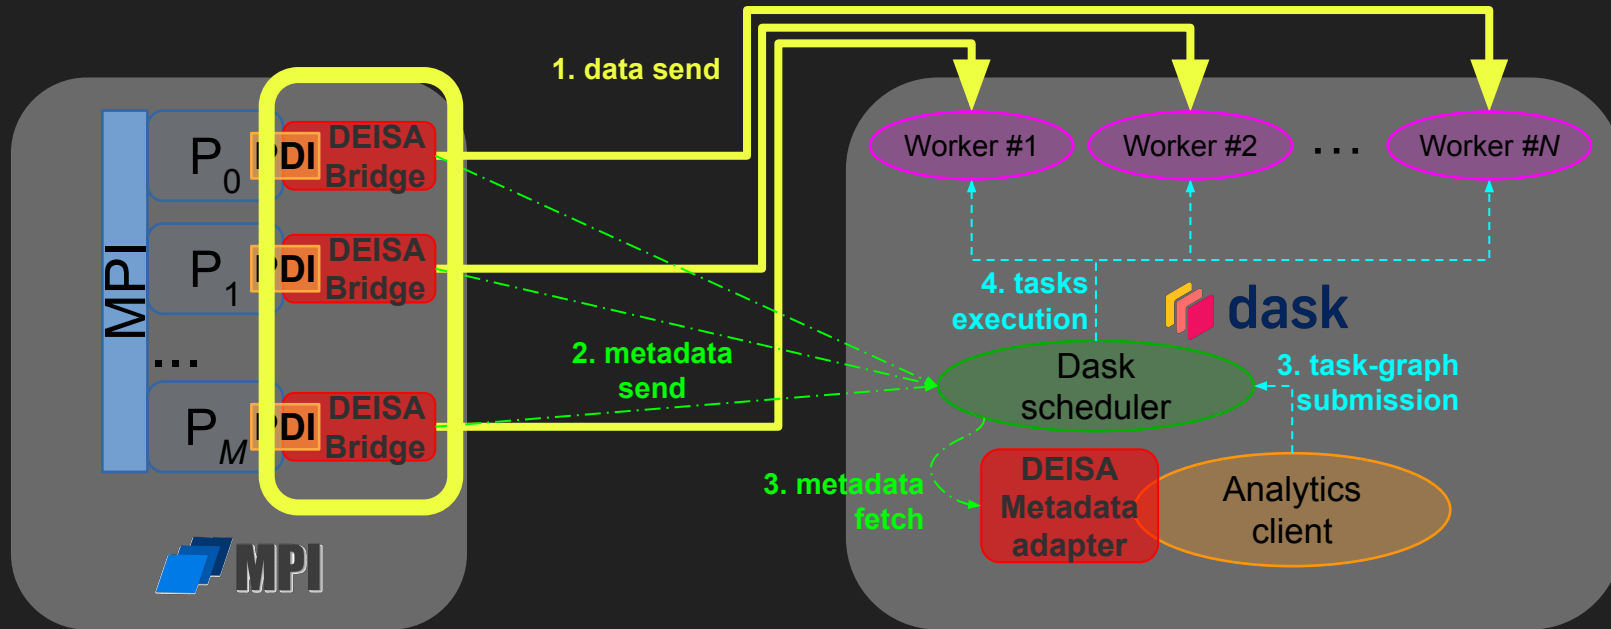 1. data send
MPI
P0
PDI
DEISA
Bridge
P1
PDI
DEISA
Bridge
...
PM
PDI
DEISA
Bridge
MPI
2. metadata
send
Worker #1
Worker #2
...
Worker #N
4. tasks
execution
dask
Dask
scheduler
3. task-graph
submission
3. metadata
fetch
DEISA
Metadata
adapter
Analytics
client